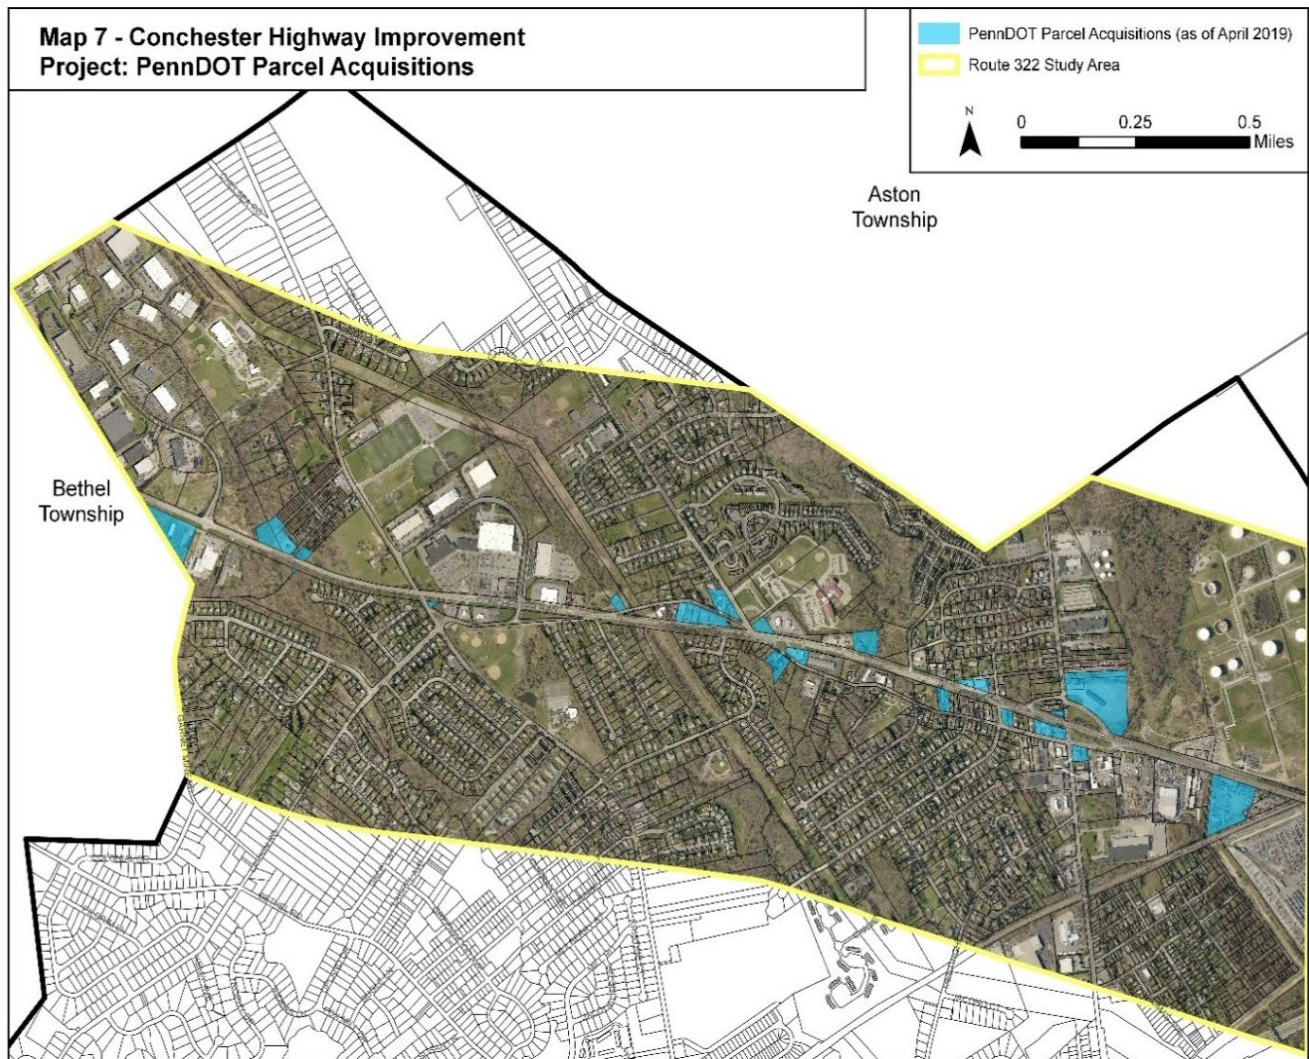 Map 7 - Conchester Highway Improvement
Project: PennDOT Parcel Acquisitions
PennDOT Parcel Acquisitions (as of April 2019)
Route 322 Study Area
N
0 0.25 0.5
Miles
Aston
Township
Bethel
Township